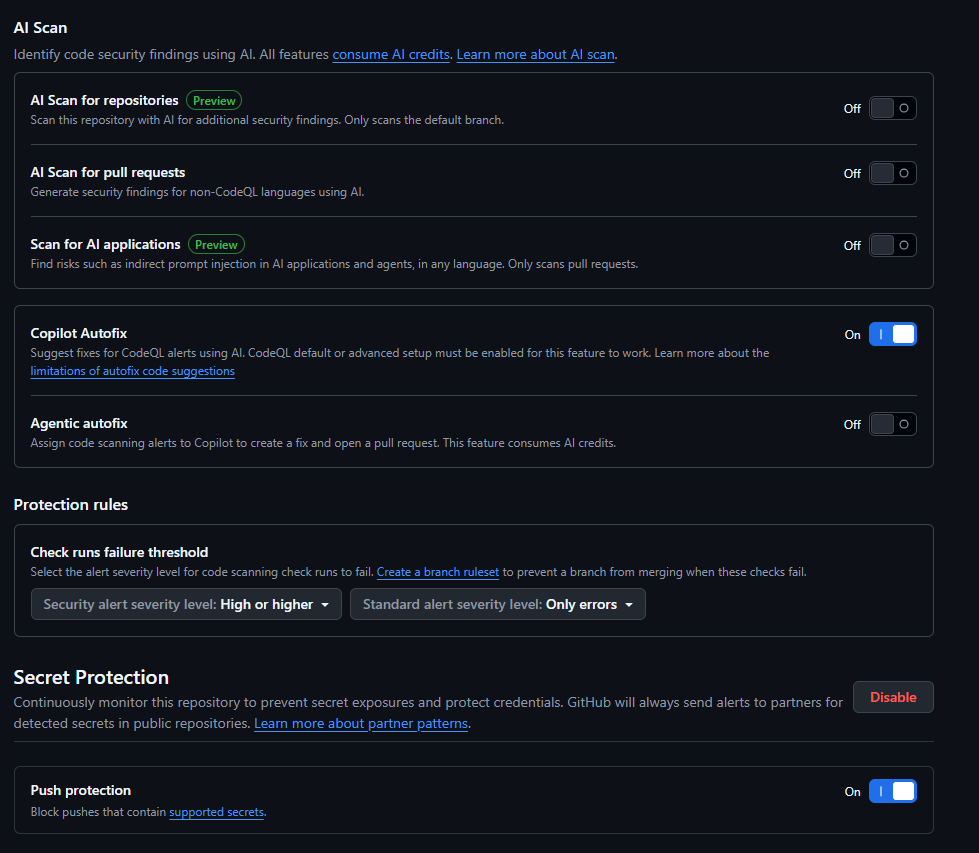 AI Scan
Identify code security findings using AI. All features consume AI credits. Learn more about AI scan.
AI Scan for repositories Preview
Scan this repository with AI for additional security findings. Only scans the default branch.
Off
AI Scan for pull requests
Generate security findings for non-CodeQL languages using AI.
Off
Scan for AI applications Preview
Find risks such as indirect prompt injection in AI applications and agents, in any language. Only scans pull requests.
Off
Copilot Autofix
Suggest fixes for CodeQL alerts using AI. CodeQL default or advanced setup must be enabled for this feature to work. Learn more about the
limitations of autofix code suggestions
On
Agentic autofix
Assign code scanning alerts to Copilot to create a fix and open a pull request. This feature consumes AI credits.
Off
Protection rules
Check runs failure threshold
Select the alert severity level for code scanning check runs to fail. Create a branch ruleset to prevent a branch from merging when these checks fail.
Security alert severity level: High or higher
Standard alert severity level: Only errors
Secret Protection
Continuously monitor this repository to prevent secret exposures and protect credentials. GitHub will always send alerts to partners for
detected secrets in public repositories. Learn more about partner patterns.
Disable
Push protection
Block pushes that contain supported secrets.
On